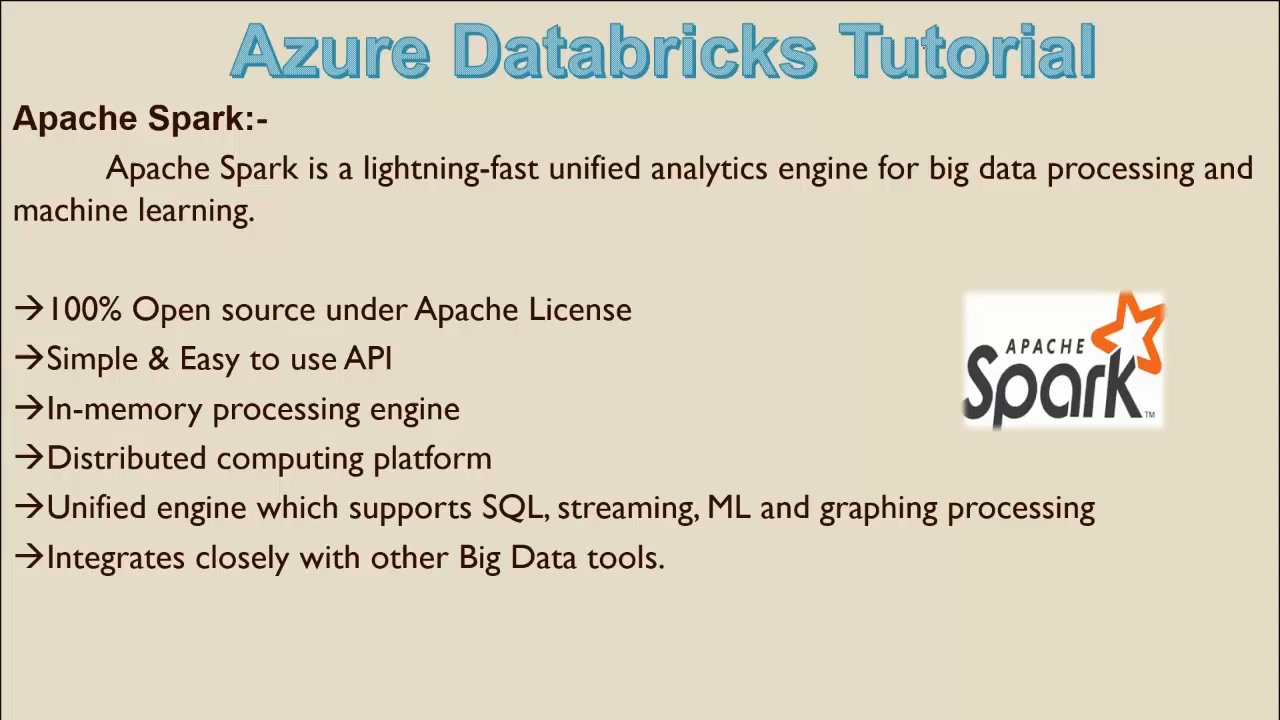 Azure Databricks Tutorial
Apache Spark:-
Apache Spark is a lightning-fast unified analytics engine for big data processing and
machine learning.
→100% Open source under Apache License
→Simple & Easy to use API
→In-memory processing engine
→Distributed computing platform
→Unified engine which supports SQL, streaming, ML and graphing processing
→Integrates closely with other Big Data tools.
APACHE
Spark™